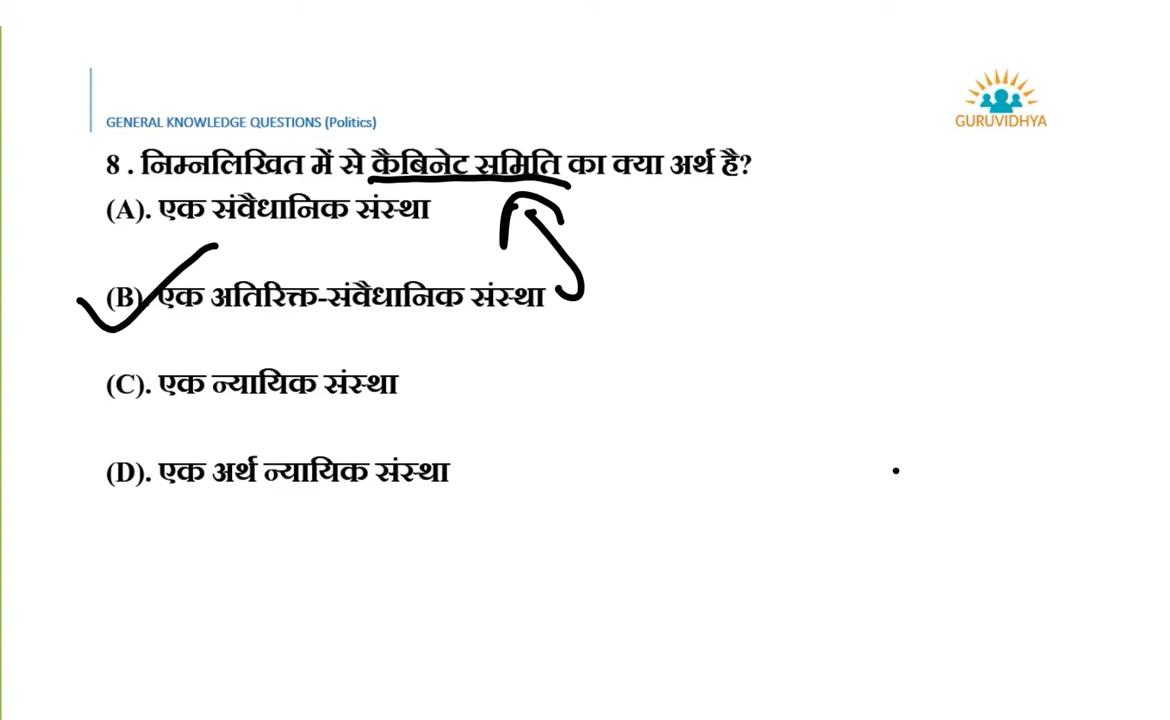 GURUVIDHYA
GENERAL KNOWLEDGE QUESTIONS (Politics)
8 . निम्नलिखित में से कैबिनेट समिति का क्या अर्थ है?
(A). एक संवैधानिक संस्था
(B). एक अतिरिक्त-संवैधानिक संस्था
(C). एक न्यायिक संस्था
(D). एक अर्थ न्यायिक संस्था